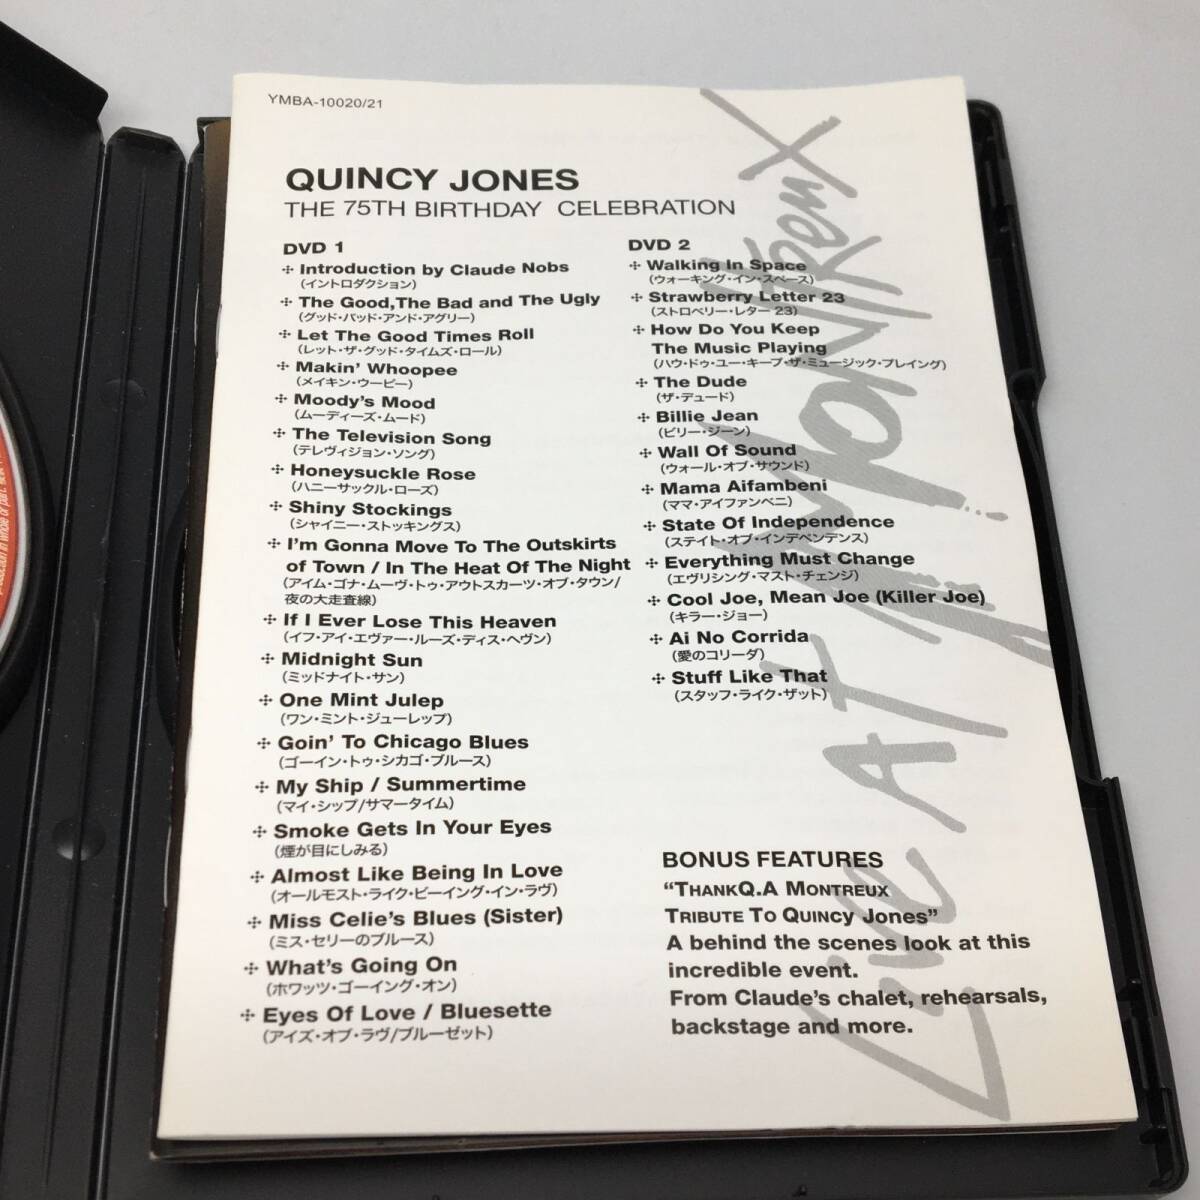 YMBA-10020/21
QUINCY JONES
THE 75TH BIRTHDAY CELEBRATION
DVD 1
Introduction by Claude Nobs
(イントロダクション)
The Good,The Bad and The Ugly
(グッド・バッド・アンド・アグリー)
Let The Good Times Roll
(レット・ザ・グッド・タイムズ・ロール)
Makin' Whoopee
(メイキン・ウーピー)
Moody's Mood
(ムーディーズ・ムード)
The Television Song
(テレヴィジョン・ソング)
Honeysuckle Rose
(ハニーサックル・ローズ)
Shiny Stockings
(シャイニー・ストッキングス)
I'm Gonna Move To The Outskirts
of Town / In The Heat Of The Night
(アイム・ゴナ・ムーヴ・トゥ・アウトスカーツ・オブ・タウン/
夜の大走査線)
If I Ever Lose This Heaven
(イフ・アイ・エヴァー・ルーズ・ディス・ヘヴン)
Midnight Sun
(ミッドナイト・サン)
One Mint Julep
(ワン・ミント・ジューレップ)
Goin' To Chicago Blues
(ゴーイン・トゥ・シカゴ・ブルース)
My Ship / Summertime
(マイ・シップ/サマータイム)
Smoke Gets In Your Eyes
(煙が目にしみる)
Almost Like Being In Love
(オールモスト・ライク・ビーイング・イン・ラヴ)
Miss Celie's Blues (Sister)
(ミス・セリーのブルース)
What's Going On
(ホワッツ・ゴーイング・オン)
Eyes Of Love / Bluesette
(アイズ・オブ・ラヴ/ブルーゼット)
DVD 2
Walking In Space
(ウォーキング・イン・スペース)
Strawberry Letter 23
(ストロベリー・レター 23)
How Do You Keep
The Music Playing
(ハウ・ドゥ・ユー・キープ・ザ・ミュージック・プレイング)
The Dude
(ザ・デュード)
Billie Jean
(ビリー・ジーン)
Wall Of Sound
(ウォール・オブ・サウンド)
Mama Aifambeni
(ママ・アイファンベニ)
State Of Independence
(ステイト・オブ・インデペンデンス)
Everything Must Change
(エヴリシング・マスト・チェンジ)
Cool Joe, Mean Joe (Killer Joe)
(キラー・ジョー)
Ai No Corrida
(愛のコリーダ)
Stuff Like That
(スタッフ・ライク・ザット)
BONUS FEATURES
“THANKQ.A MONTREUX
TRIBUTE TO QUINCY JONES”
A behind the scenes look at this
incredible event.
From Claude's chalet, rehearsals,
backstage and more.
Live AT MONTREUX